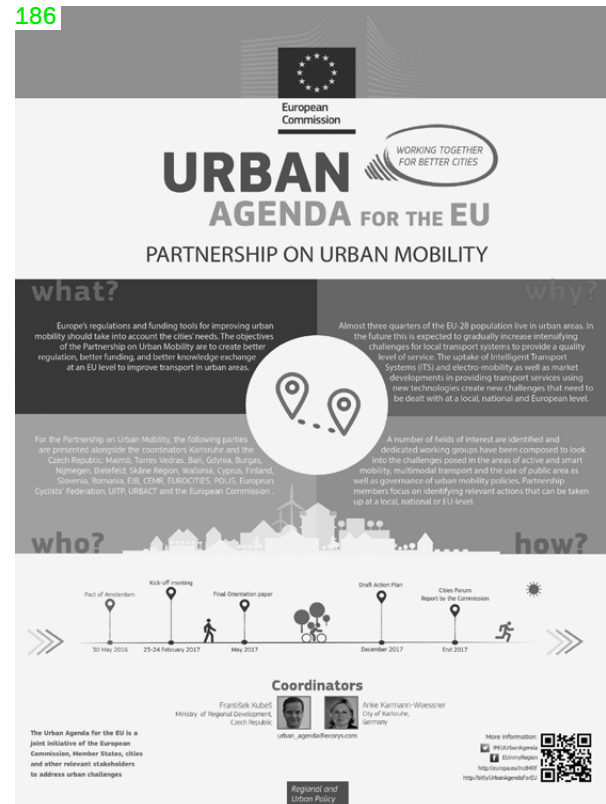 186
European
Commission
WORKING TOGETHER
FOR BETTER CITIES
URBAN
AGENDA FOR THE EU
PARTNERSHIP ON URBAN MOBILITY
what?
Europe's regulations and funding tools for improving urban
mobility should take into account the cities' needs. The objectives
of the Partnership on Urban Mobility are to create better
regulation, better funding, and better knowledge exchange
at an EU level to improve transport in urban areas.
why?
Almost three quarters of the EU-28 population live in urban areas. In
the future this is expected to gradually increase intensifying
challenges for local transport systems to provide a quality
level of service. The uptake of Intelligent Transport
Systems (ITS) and electro-mobility as well as market
developments in providing transport services using
new technologies create new challenges that need to
be dealt with at a local, national and European level.
For the Partnership on Urban Mobility, the following parties
are presented alongside the coordinators Karlsruhe and the
Czech Republic: Malmö, Torres Vedras, Bari, Gdynia, Burgas,
Nijmegen, Bielefeld, Skåne Region, Wallonia, Cyprus, Finland,
Slovenia, Romania, EIB, CEMR, EUROCITIES, POLIS, European
Cyclists' Federation, UITP, URBACT and the European Commission .
who?
A number of fields of interest are identified and
dedicated working groups have been composed to look
into the challenges posed in the areas of active and smart
mobility, multimodal transport and the use of public area as
well as governance of urban mobility policies. Partnership
members focus on identifying relevant actions that can be taken
up at a local, national or EU-level.
how?
Pact of Amsterdam
Kick-off meeting
Final Orientation paper
Draft Action Plan
Cities Forum
Report by the Commission
30 May 2016
23-24 February 2017
May 2017
December 2017
End 2017
Coordinators
František Kubeš
Ministry of Regional Development,
Czech Republic
Anke Karmann-Woessner
City of Karlsruhe,
Germany
urban_agenda@ecorys.com
The Urban Agenda for the EU is a
joint initiative of the European
Commission, Member States, cities
and other relevant stakeholders
to address urban challenges
More information:
@EUUrbanAgenda
EUinmyRegion
http://bit.ly/UrbanAgendaForEU
Regional and
Urban Policy